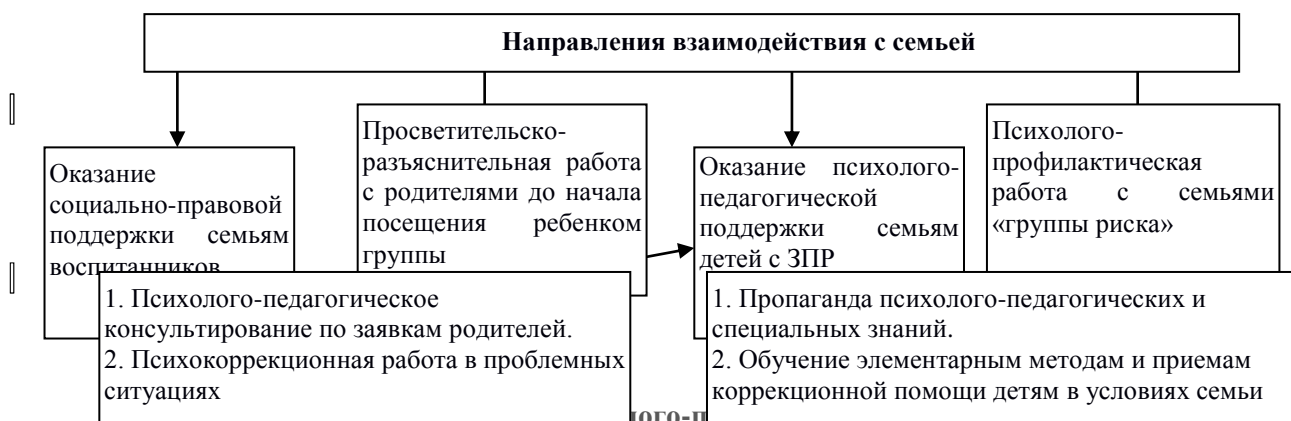 Направления взаимодействия с семьей
Оказание
социально-правовой
поддержки семьям
воспитанников
Просветительско-
разъяснительная работа
с родителями до начала
посещения ребенком
группы
Оказание психолого-
педагогической
поддержки семьям
детей с ЗПР
Психолого-
профилактическая
работа с семьями
«группы риска»
1. Психолого-педагогическое
консультирование по заявкам родителей.
2. Психокоррекционная работа в проблемных
ситуациях
1. Пропаганда психолого-педагогических и
специальных знаний.
2. Обучение элементарным методам и приемам
коррекционной помощи детям в условиях семьи